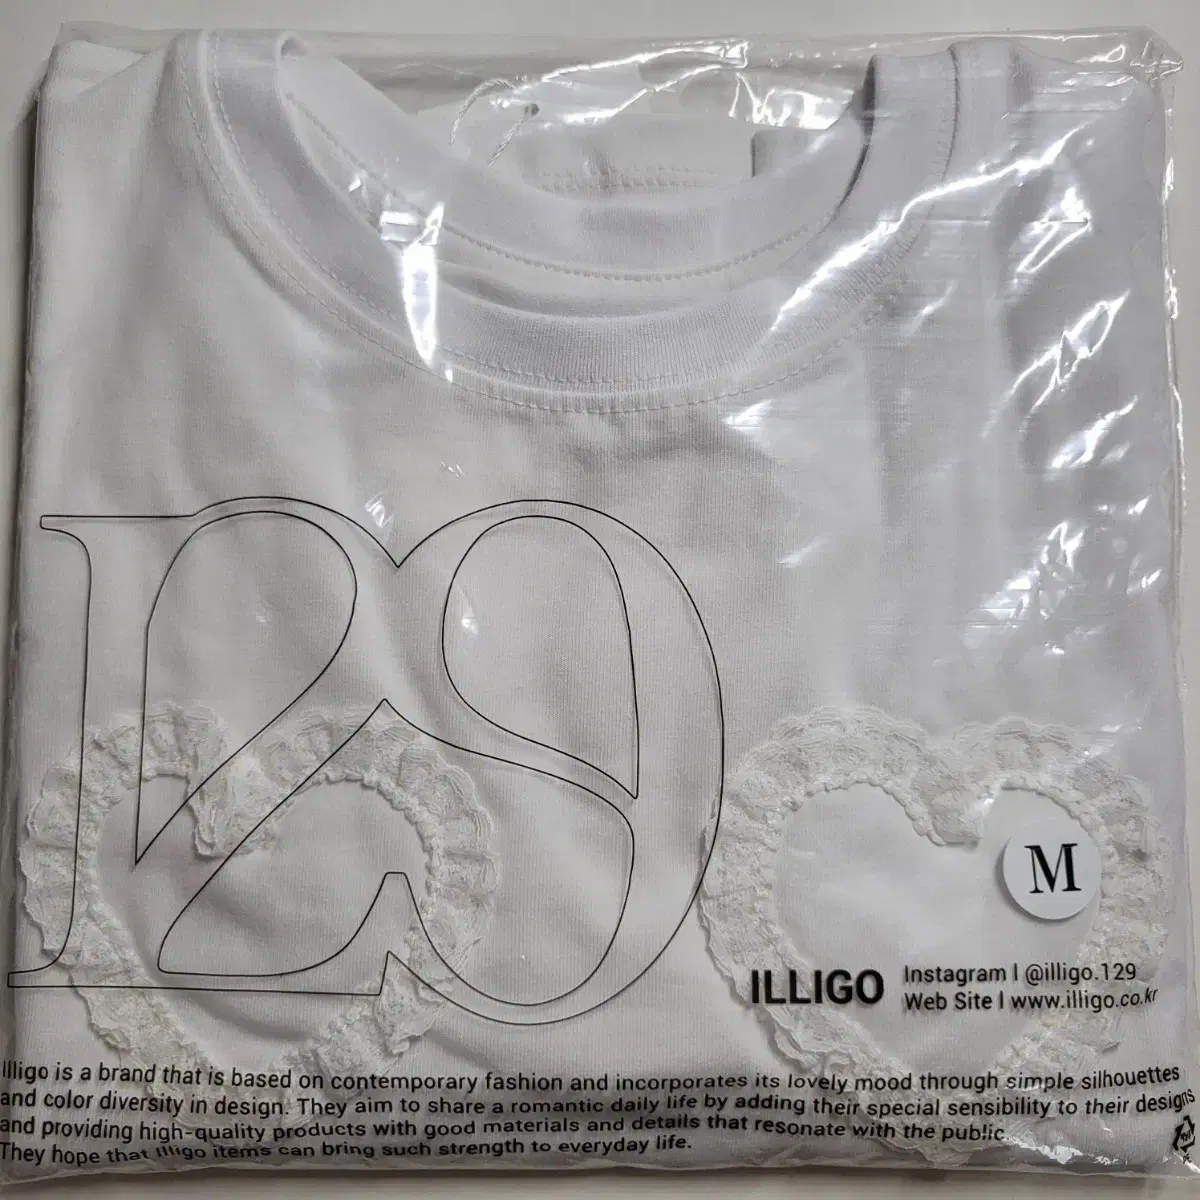 129
M
ILLIGO
Instagram I @illigo.129
Web Site I www.illigo.co.kr
Illigo is a brand that is based on contemporary fashion and incorporates its lovely mood through simple silhouettes
and color diversity in design. They aim to share a romantic daily life by adding their special sensibility to their designs
and providing high-quality products with good materials and details that resonate with the public.
They hope that Illigo items can bring such strength to everyday life.